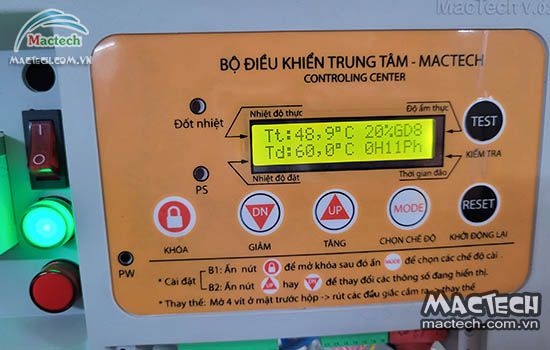 Mactech
MACTECH.COM.VN
MacTech v.0
BỘ ĐIỀU KHIỂN TRUNG TÂM - MACTECH
CONTROLING CENTER
Đốt nhiệt
Nhiệt độ thực
Độ ẩm thực
Tt:48,9°C 20%GD8
Td:60,0°C 0H11Ph
Nhiệt độ đặt
Thời gian đảo
PS
TEST
KIỂM TRA
DN
UP
MODE
RESET
KHÓA
GIẢM
TĂNG
CHỌN CHẾ ĐỘ
KHỞI ĐỘNG LẠI
PW
* Cài đặt
B1: Ấn nút để mở khóa sau đó ấn MODE để chọn các chế độ cài.
B2: Ấn nút UP hay DN để thay đổi các thông số đang hiển thị.
* Thay thế: Mở 4 vít ở mặt trước hộp -> rút các đầu giắc cắm ra -> thay thế
MACTECH
mactech.com.vn